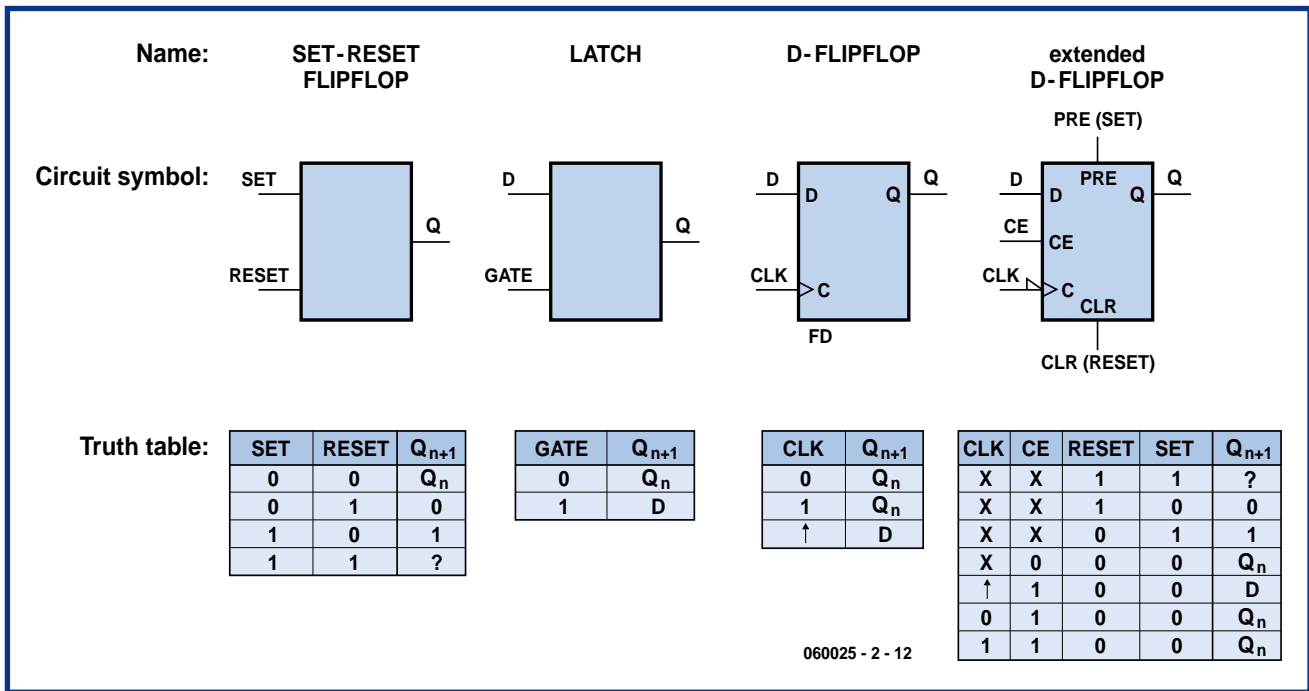 Name: SET-RESET FLIPFLOP LATCH D-FLIPFLOP extended D-FLIPFLOP
PRE (SET)
Circuit symbol:
SET
RESET
Q
D
GATE
Q
D
D
Q
Q
CLK
C
FD
D
D
PRE
Q
Q
CE
CE
CLK
C
CLR
CLR (RESET)
Truth table:
SET RESET Qn+1
0 0 Qn
0 1 0
1 0 1
1 1 ?
GATE Qn+1
0 Qn
1 D
CLK Qn+1
0 Qn
1 Qn
↑ D
CLK CE RESET SET Qn+1
X X 1 1 ?
X X 1 0 0
X X 0 1 1
X 0 0 0 Qn
↑ 1 0 0 D
0 1 0 0 Qn
1 1 0 0 Qn
060025 - 2 - 12